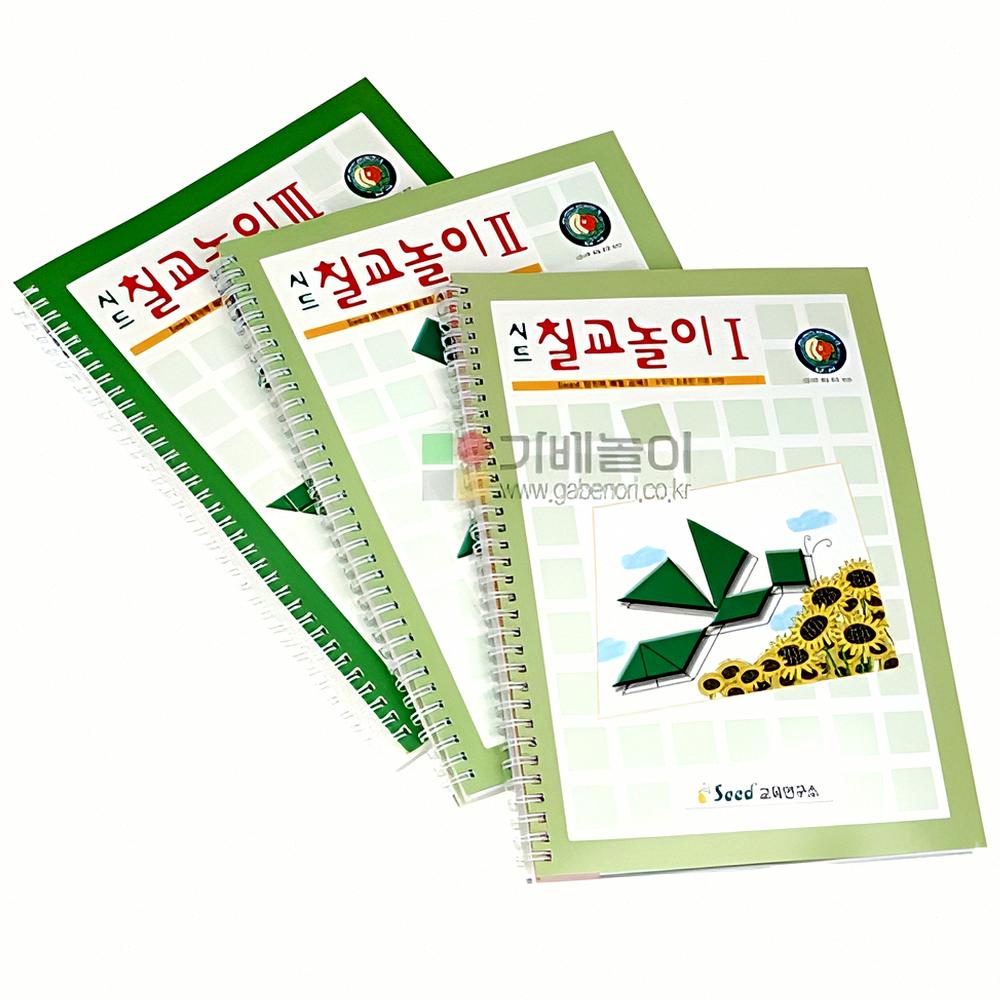 시드 칠교놀이 III
시드 칠교놀이 II
시드 칠교놀이 I
가베놀이
www.gabenori.co.kr
Seed 교육연구소